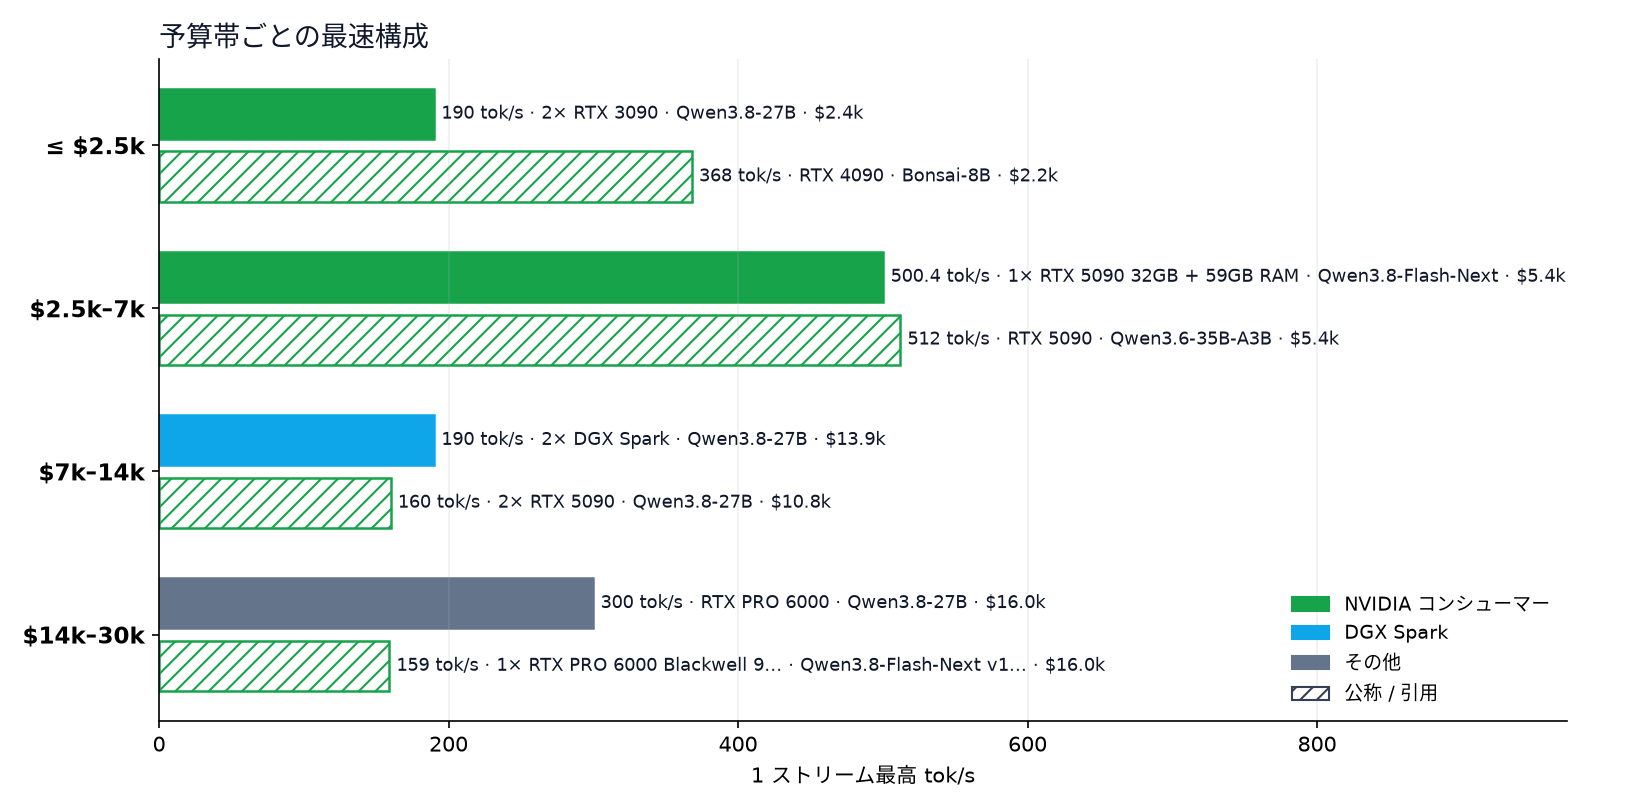 予算帯ごとの最速構成
≤ $2.5k
190 tok/s · 2× RTX 3090 · Qwen3.8-27B · $2.4k
368 tok/s · RTX 4090 · Bonsai-8B · $2.2k
$2.5k–7k
500.4 tok/s · 1× RTX 5090 32GB + 59GB RAM · Qwen3.8-Flash-Next · $5.4k
512 tok/s · RTX 5090 · Qwen3.6-35B-A3B · $5.4k
$7k–14k
190 tok/s · 2× DGX Spark · Qwen3.8-27B · $13.9k
160 tok/s · 2× RTX 5090 · Qwen3.8-27B · $10.8k
$14k–30k
300 tok/s · RTX PRO 6000 · Qwen3.8-27B · $16.0k
159 tok/s · 1× RTX PRO 6000 Blackwell 9… · Qwen3.8-Flash-Next v1… · $16.0k
NVIDIA コンシューマー
DGX Spark
その他
公称 / 引用
0 200 400 600 800
1 ストリーム最高 tok/s